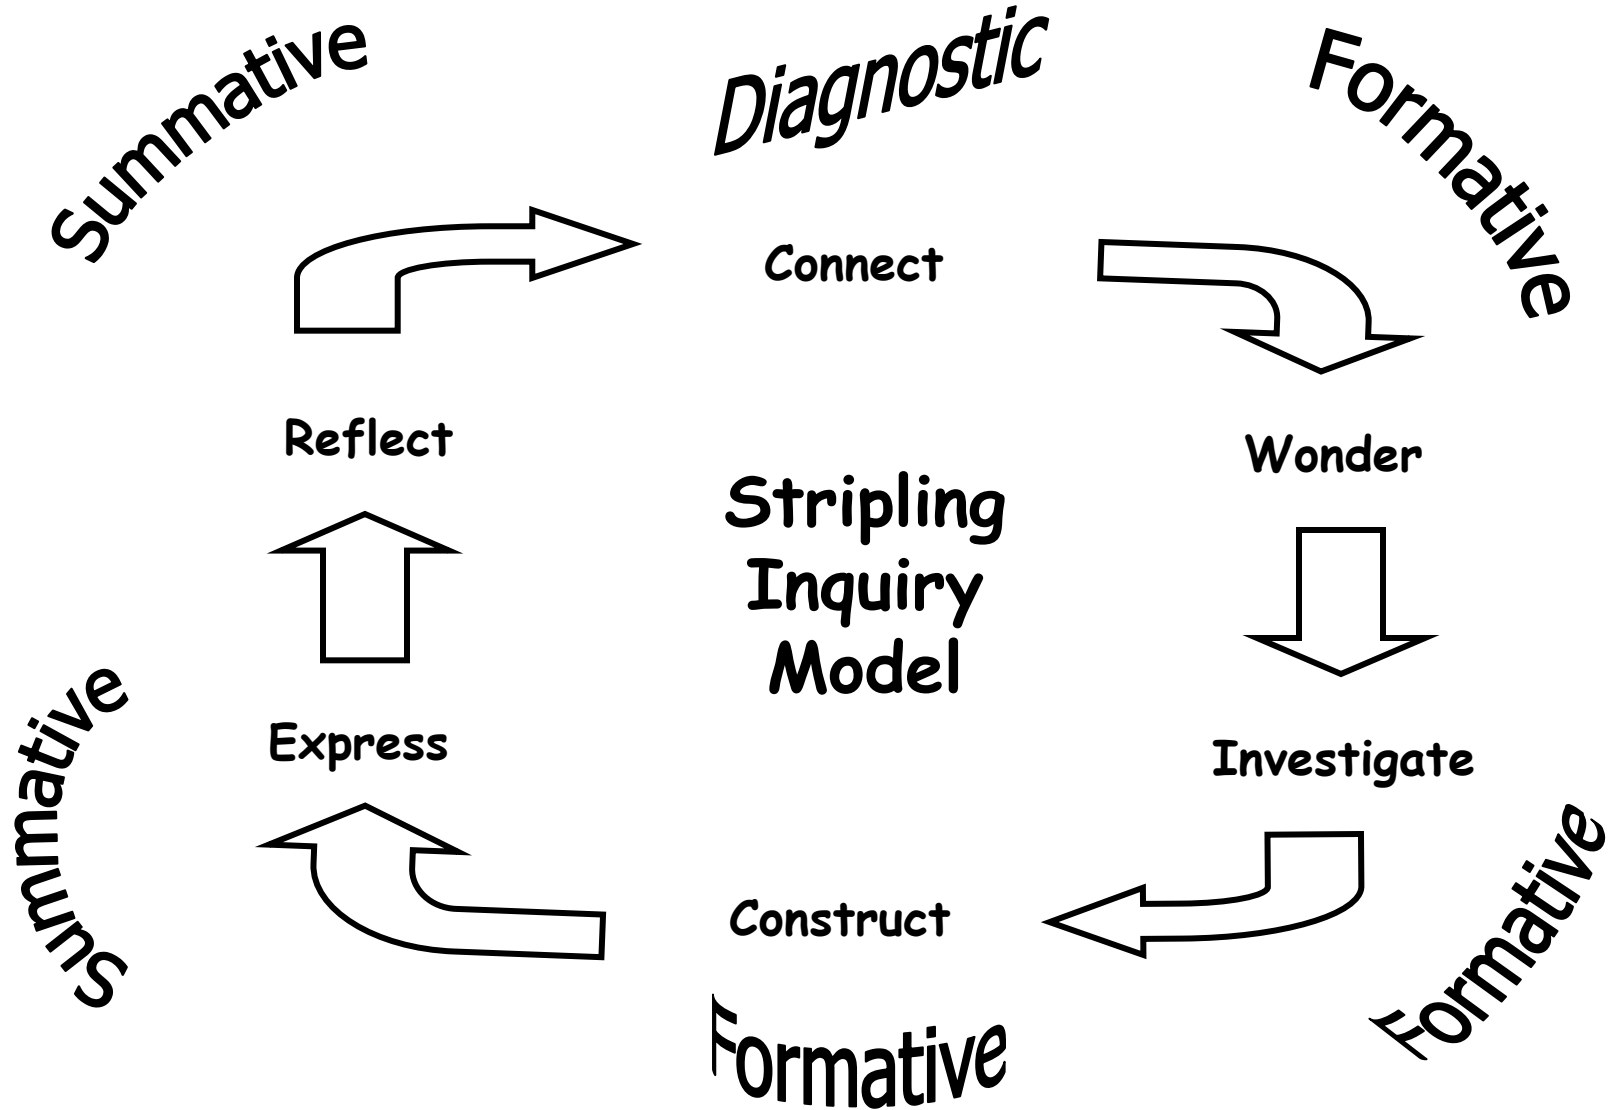 Summative
Diagnostic
Formative
Connect
Reflect
Wonder
Stripling
Inquiry
Model
Express
Investigate
Summative
Construct
Formative
Formative